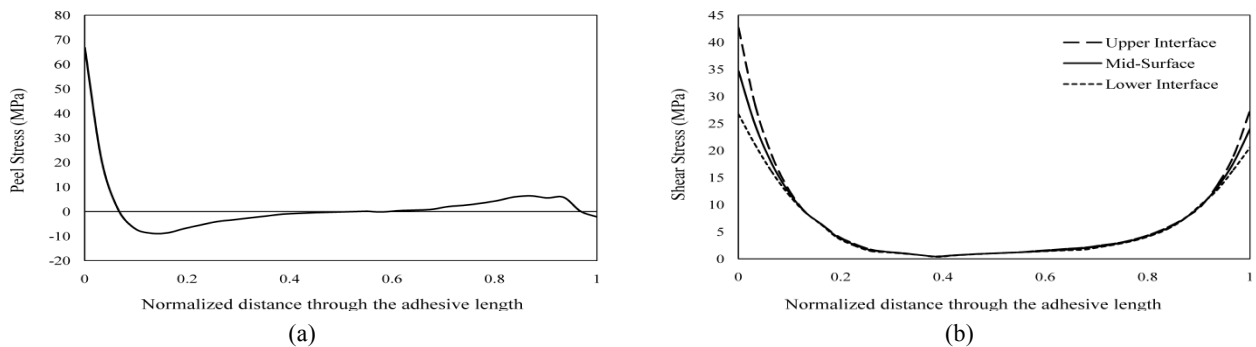 80
70
60
50
40
30
20
10
0
-10
-20
Peel Stress (MPa)
0 0.2 0.4 0.6 0.8 1
Normalized distance through the adhesive length
(a)
45
40
35
30
25
20
15
10
5
0
Shear Stress (MPa)
Upper Interface
Mid-Surface
Lower Interface
0 0.2 0.4 0.6 0.8 1
Normalized distance through the adhesive length
(b)